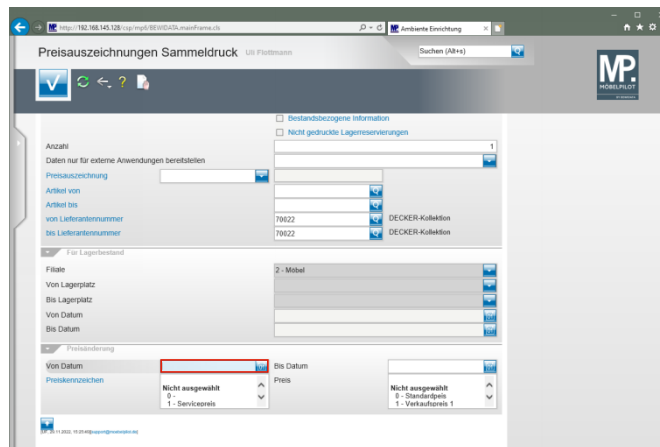 http://192.168.145.128/csp/mp5/BEWIDATA.mainFrame.cls
Ambiente Einrichtung
Preisauszeichnungen Sammeldruck Uli Flottmann
Suchen (Alt+s)
MP.
MÖBELPILOT
Bestandsbezogene Information
Nicht gedruckte Lagerreservierungen
Anzahl 1
Daten nur für externe Anwendungen bereitstellen
Preisauszeichnung
Artikel von
Artikel bis
von Lieferantennummer 70022 DECKER-Kollektion
bis Lieferantennummer 70022 DECKER-Kollektion
Für Lagerbestand
Filiale 2 - Möbel
Von Lagerplatz
Bis Lagerplatz
Von Datum
Bis Datum
Preisänderung
Von Datum Bis Datum
Preiskennzeichen Preis
Nicht ausgewählt Nicht ausgewählt
0 - 0 - Standardpeis
1 - Servicepreis 1 - Verkaufspreis 1